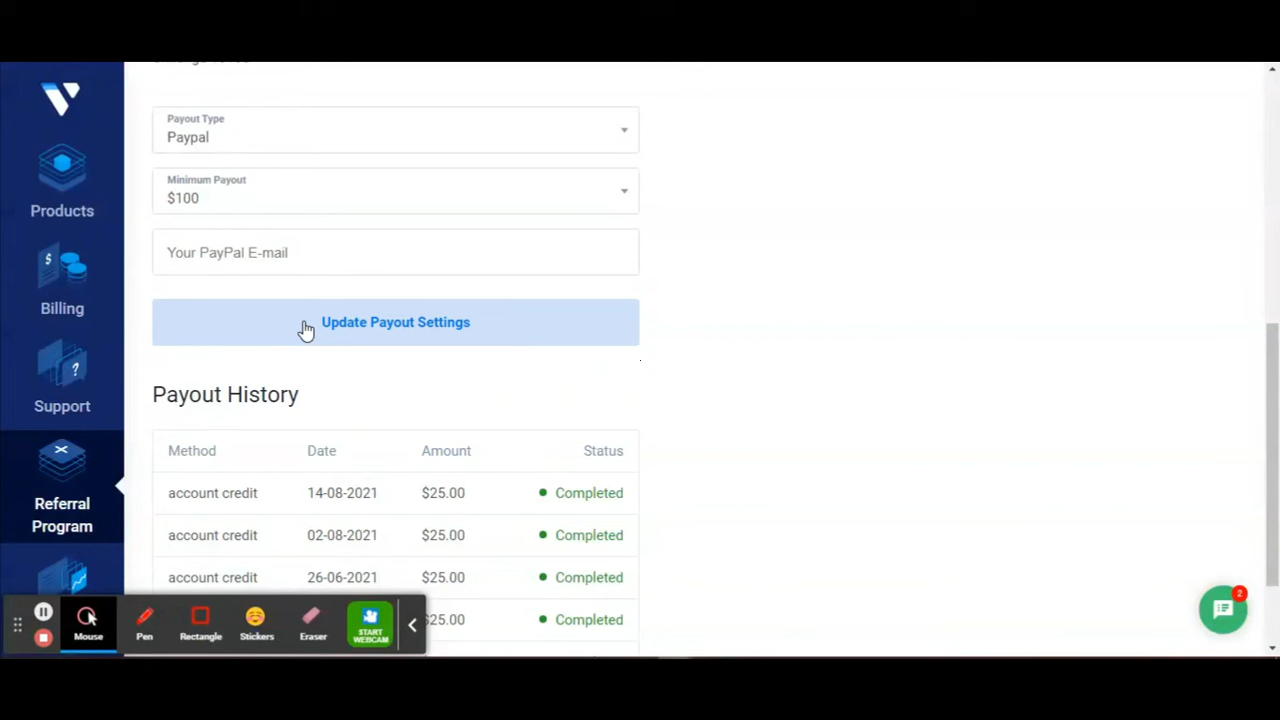 Payout Type
Paypal
Minimum Payout
$100
Your PayPal E-mail
Update Payout Settings
Payout History
Method Date Amount Status
account credit 14-08-2021 $25.00 Completed
account credit 02-08-2021 $25.00 Completed
account credit 26-06-2021 $25.00 Completed
$25.00 Completed
Products
Billing
Support
Referral
Program
Mouse
Pen
Rectangle
Stickers
Eraser
START
WEBCAM
2